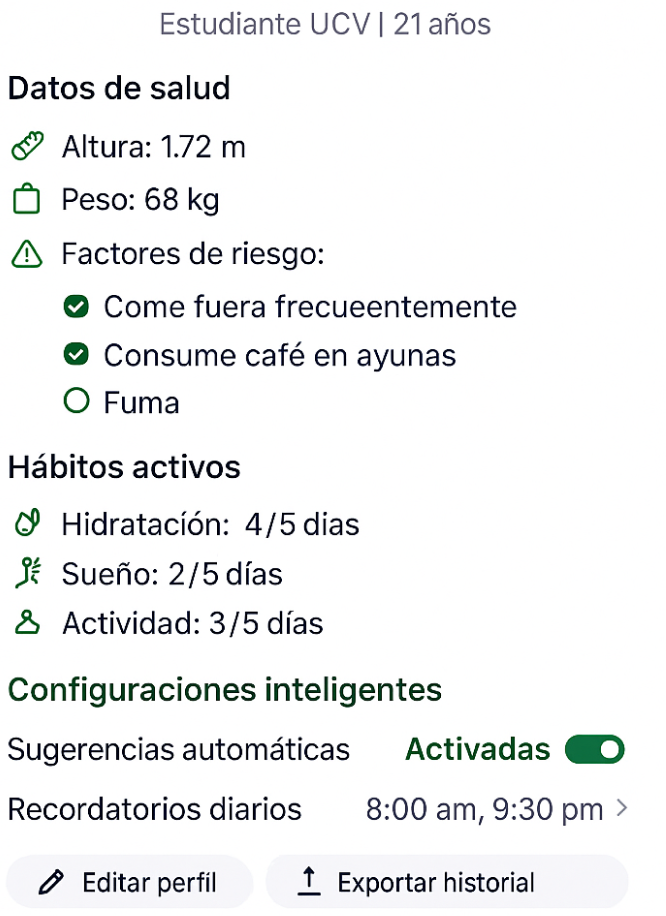 Estudiante UCV | 21 años
Datos de salud
Altura: 1.72 m
Peso: 68 kg
Factores de riesgo:
Come fuera frecueentemente
Consume café en ayunas
Fuma
Hábitos activos
Hidratacíón: 4/5 dias
Sueño: 2/5 días
Actividad: 3/5 días
Configuraciones inteligentes
Sugerencias automáticas Activadas
Recordatorios diarios 8:00 am, 9:30 pm >
Editar perfil Exportar historial